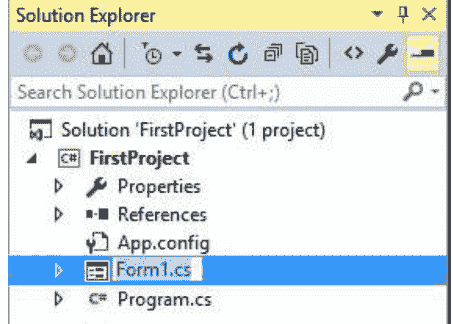 Solution Explorer
Search Solution Explorer (Ctrl+;)
Solution 'FirstProject' (1 project)
C# FirstProject
Properties
References
App.config
Form1.cs
C# Program.cs